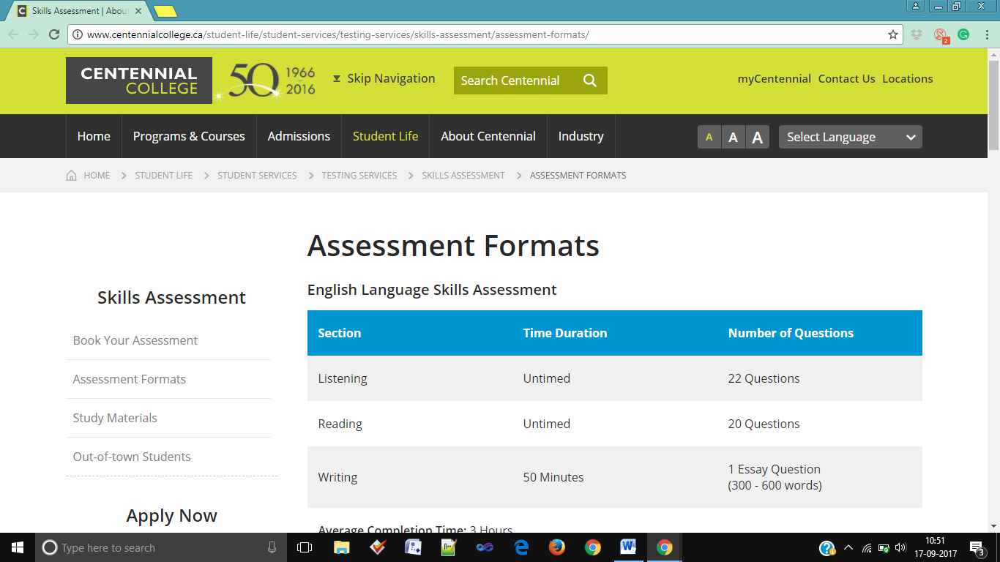 Skills Assessment | Abou
www.centennialcollege.ca/student-life/student-services/testing-services/skills-assessment/assessment-formats/
2
CENTENNIAL
COLLEGE
50
1966
2016
Skip Navigation
Search Centennial
myCentennial Contact Us Locations
Home Programs & Courses Admissions Student Life About Centennial Industry
A A A
Select Language
HOME STUDENT LIFE STUDENT SERVICES TESTING SERVICES SKILLS ASSESSMENT ASSESSMENT FORMATS
Assessment Formats
Skills Assessment
Book Your Assessment
Assessment Formats
Study Materials
Out-of-town Students
Apply Now
English Language Skills Assessment
Section Time Duration Number of Questions
Listening Untimed 22 Questions
Reading Untimed 20 Questions
Writing 50 Minutes 1 Essay Question
(300 - 600 words)
Average Completion Time: 3 Hours
Type here to search
10:51
17-09-2017
3